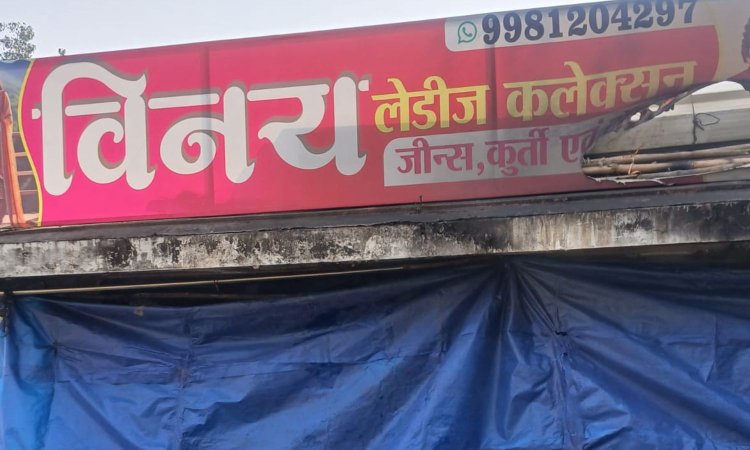 9981204297
विनय
लेडीज कलेक्सन
जीन्स, कुर्ती